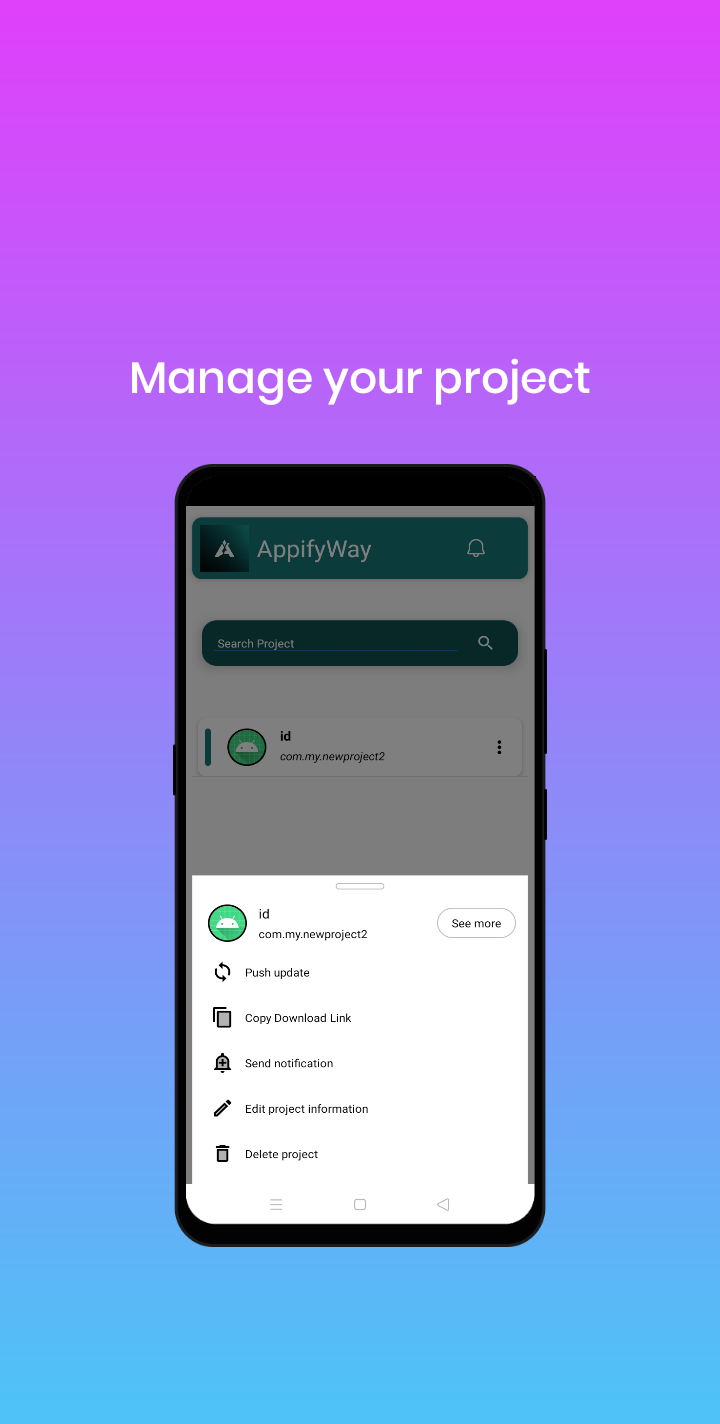 Manage your project
AppifyWay
Search Project
id
com.my.newproject2
id
com.my.newproject2
See more
Push update
Copy Download Link
Send notification
Edit project information
Delete project